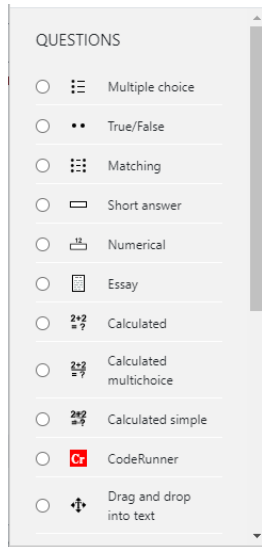 QUESTIONS
Multiple choice
True/False
Matching
Short answer
12
Numerical
Essay
2+2
= ?
Calculated
2+2
= ?
Calculated
multichoice
2+2
= ?
Calculated simple
Cr
CodeRunner
Drag and drop
into text